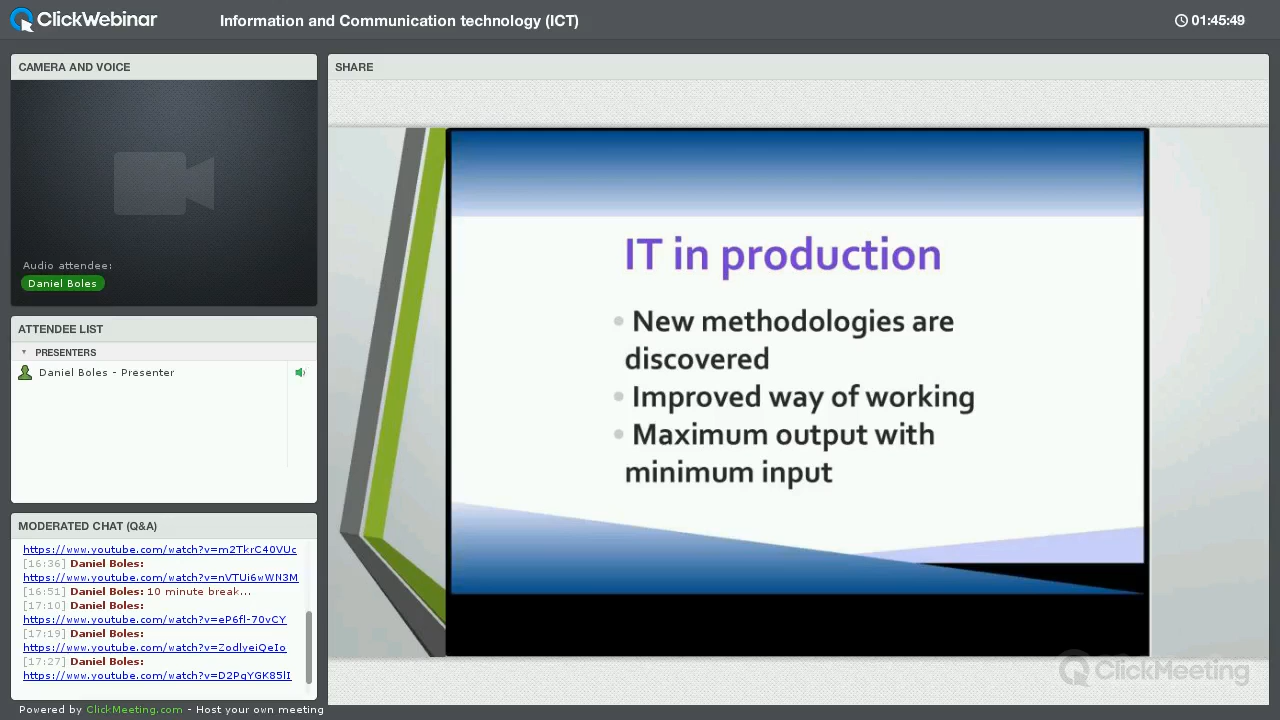 ClickWebinar
Information and Communication technology (ICT)
01:45:49
CAMERA AND VOICE
Audio attendee:
Daniel Boles
ATTENDEE LIST
PRESENTERS
Daniel Boles - Presenter
MODERATED CHAT (Q&A)
https://www.youtube.com/watch?v=m2TkrC40VUc
[16:36] Daniel Boles:
https://www.youtube.com/watch?v=nVTUi6wWN3M
[16:51] Daniel Boles: 10 minute break...
[17:10] Daniel Boles:
https://www.youtube.com/watch?v=eP6fl-70vCY
[17:19] Daniel Boles:
https://www.youtube.com/watch?v=ZodlyeiQeIo
[17:27] Daniel Boles:
https://www.youtube.com/watch?v=D2PqYGK85lI
Powered by ClickMeeting.com - Host your own meeting
SHARE
IT in production
New methodologies are
discovered
Improved way of working
Maximum output with
minimum input
ClickMeeting